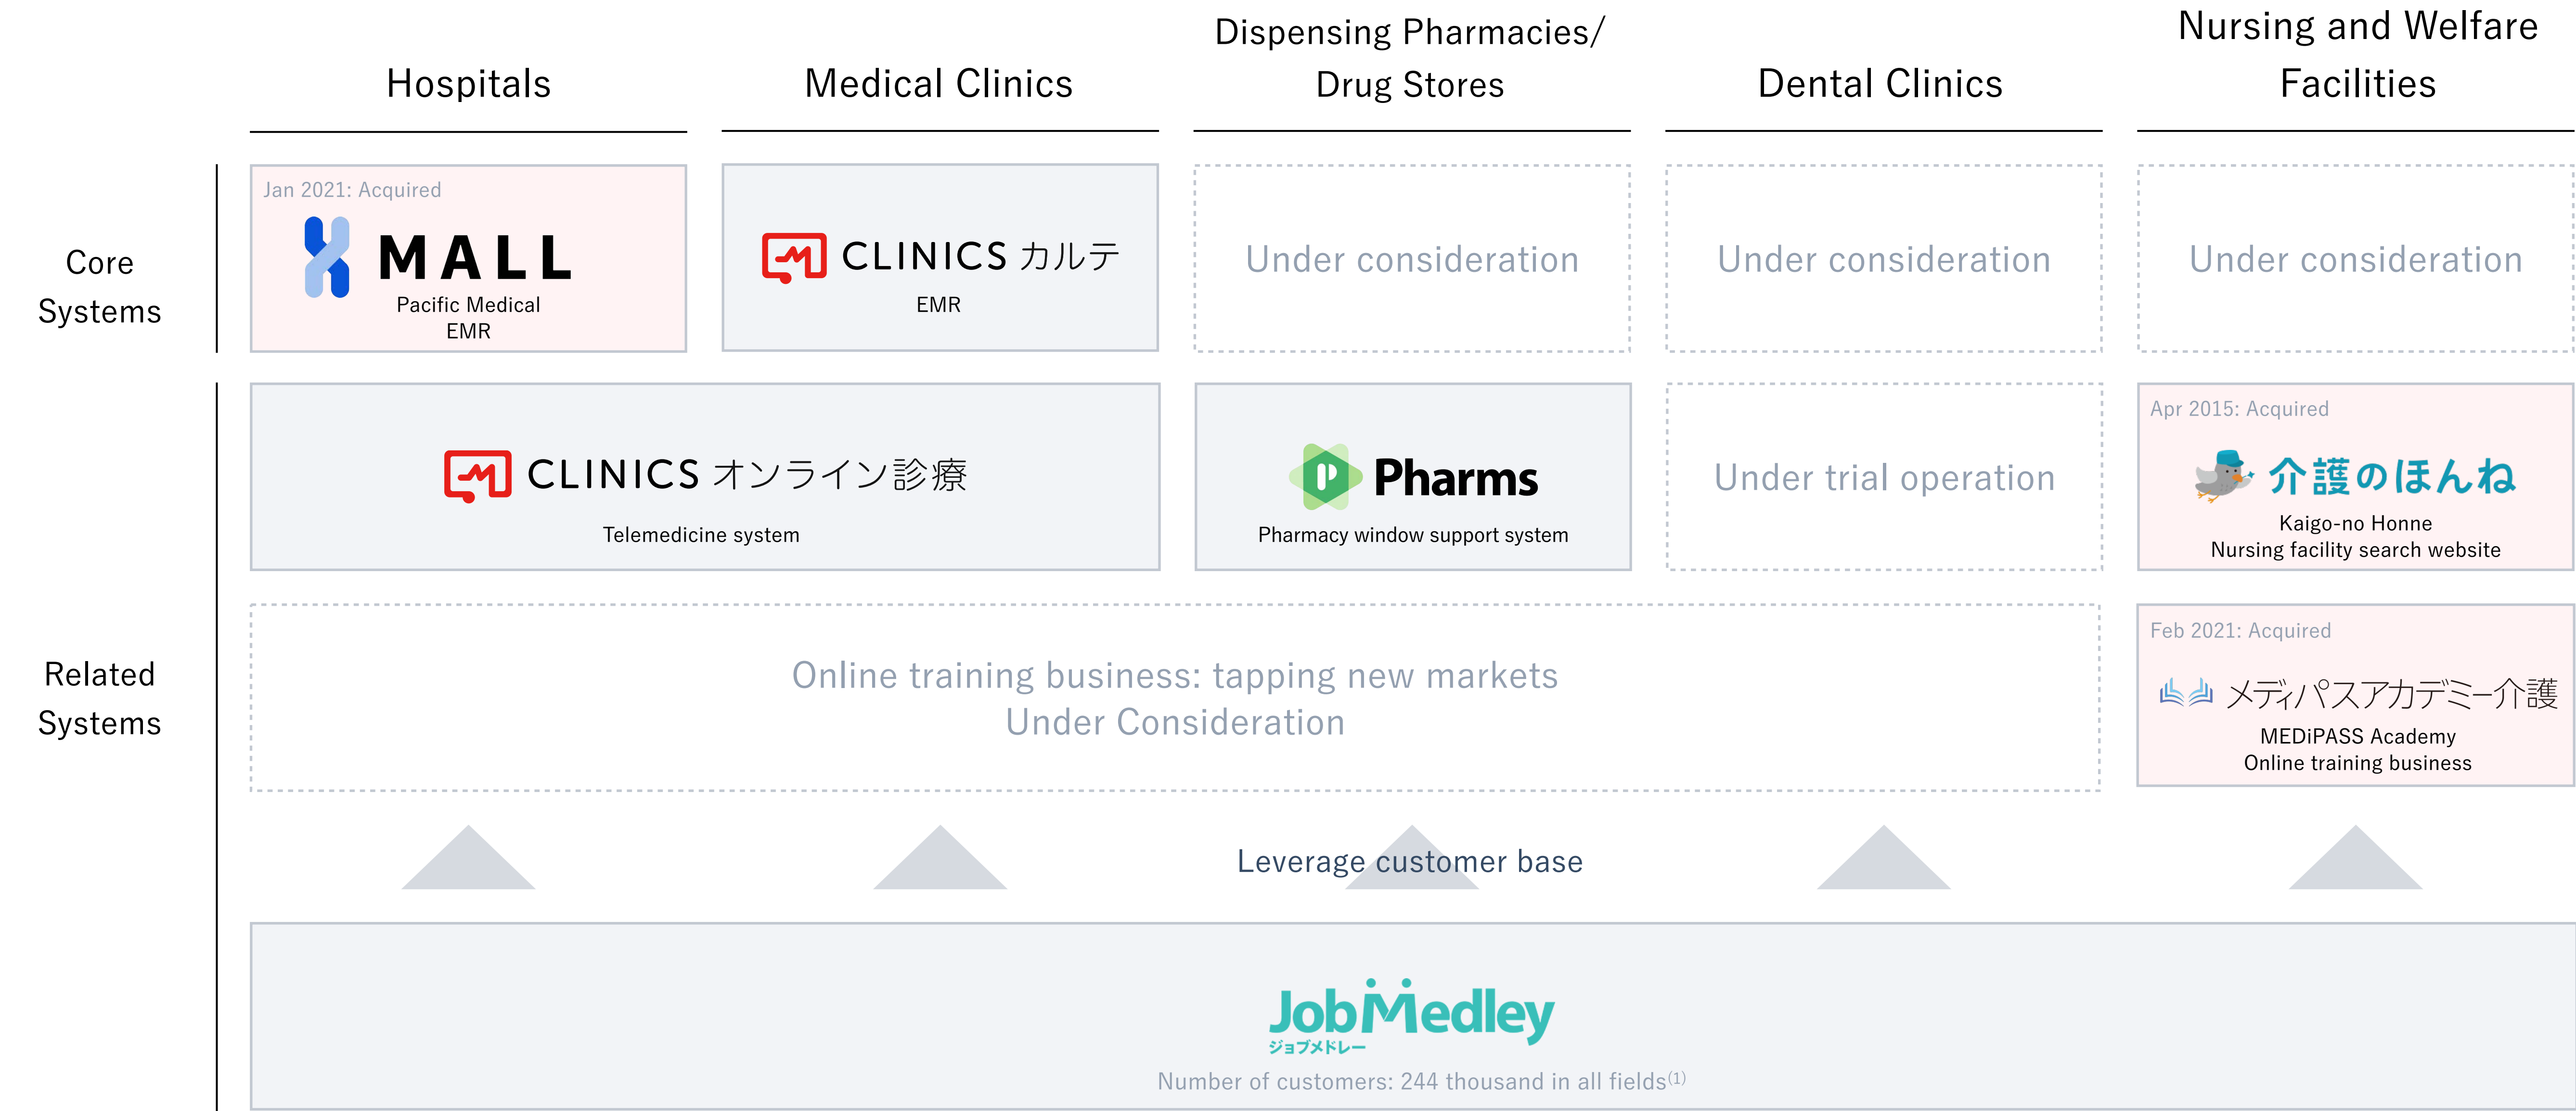 Hospitals
Medical Clinics
Dispensing Pharmacies/
Drug Stores
Dental Clinics
Nursing and Welfare
Facilities
Core
Systems
Jan 2021: Acquired
MALL
Pacific Medical
EMR
CLINICS カルテ
EMR
Under consideration
Under consideration
Under consideration
Related
Systems
CLINICS オンライン診療
Telemedicine system
Pharms
Pharmacy window support system
Under trial operation
Apr 2015: Acquired
介護のほんね
Kaigo-no Honne
Nursing facility search website
Online training business: tapping new markets
Under Consideration
Feb 2021: Acquired
メディパスアカデミー介護
MEDiPASS Academy
Online training business
Leverage customer base
JobMedley
ジョブメドレー
Number of customers: 244 thousand in all fields(1)